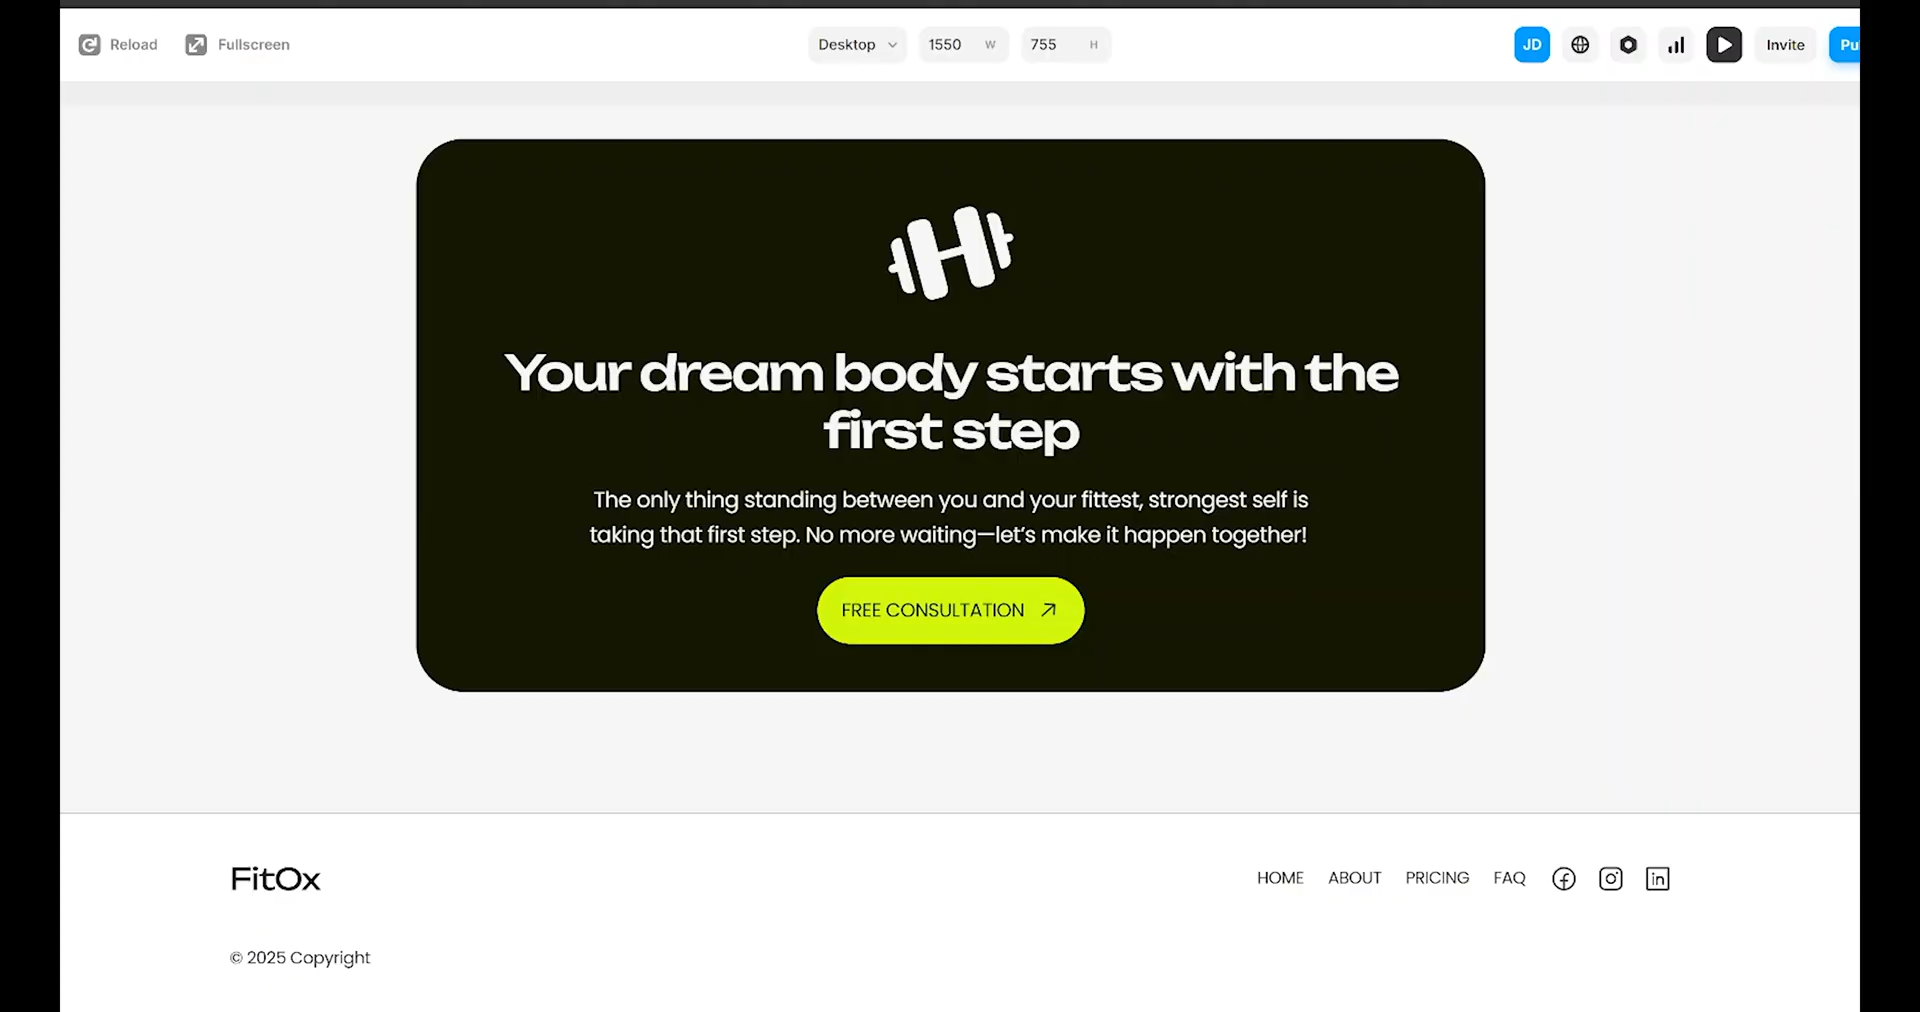 Reload Fullscreen Desktop 1550 W 755 H JD Invite Pu
Your dream body starts with the
first step
The only thing standing between you and your fittest, strongest self is
taking that first step. No more waiting—let’s make it happen together!
FREE CONSULTATION
FitOx HOME ABOUT PRICING FAQ
© 2025 Copyright